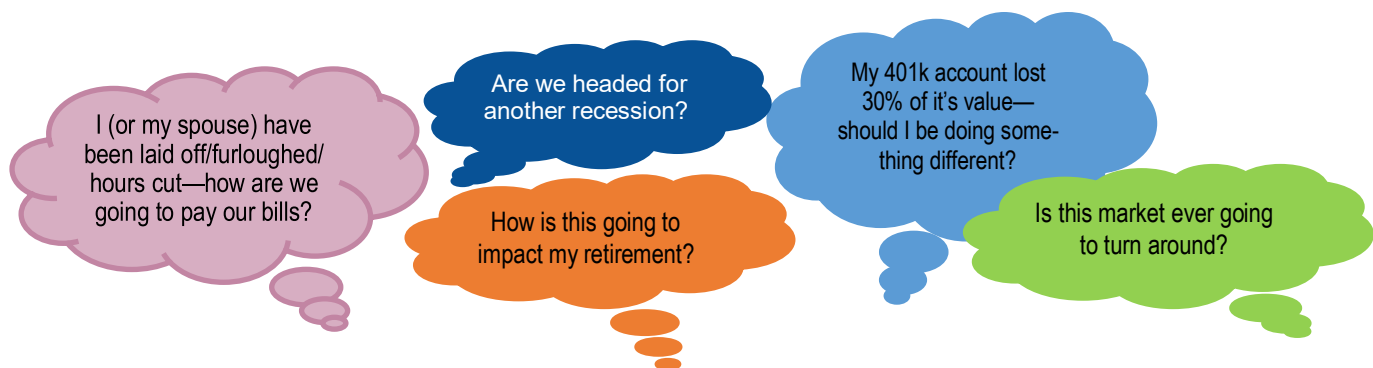 I (or my spouse) have
been laid off/furloughed/
hours cut—how are we
going to pay our bills?
Are we headed for
another recession?
How is this going to
impact my retirement?
My 401k account lost
30% of it’s value—
should I be doing some-
thing different?
Is this market ever going
to turn around?